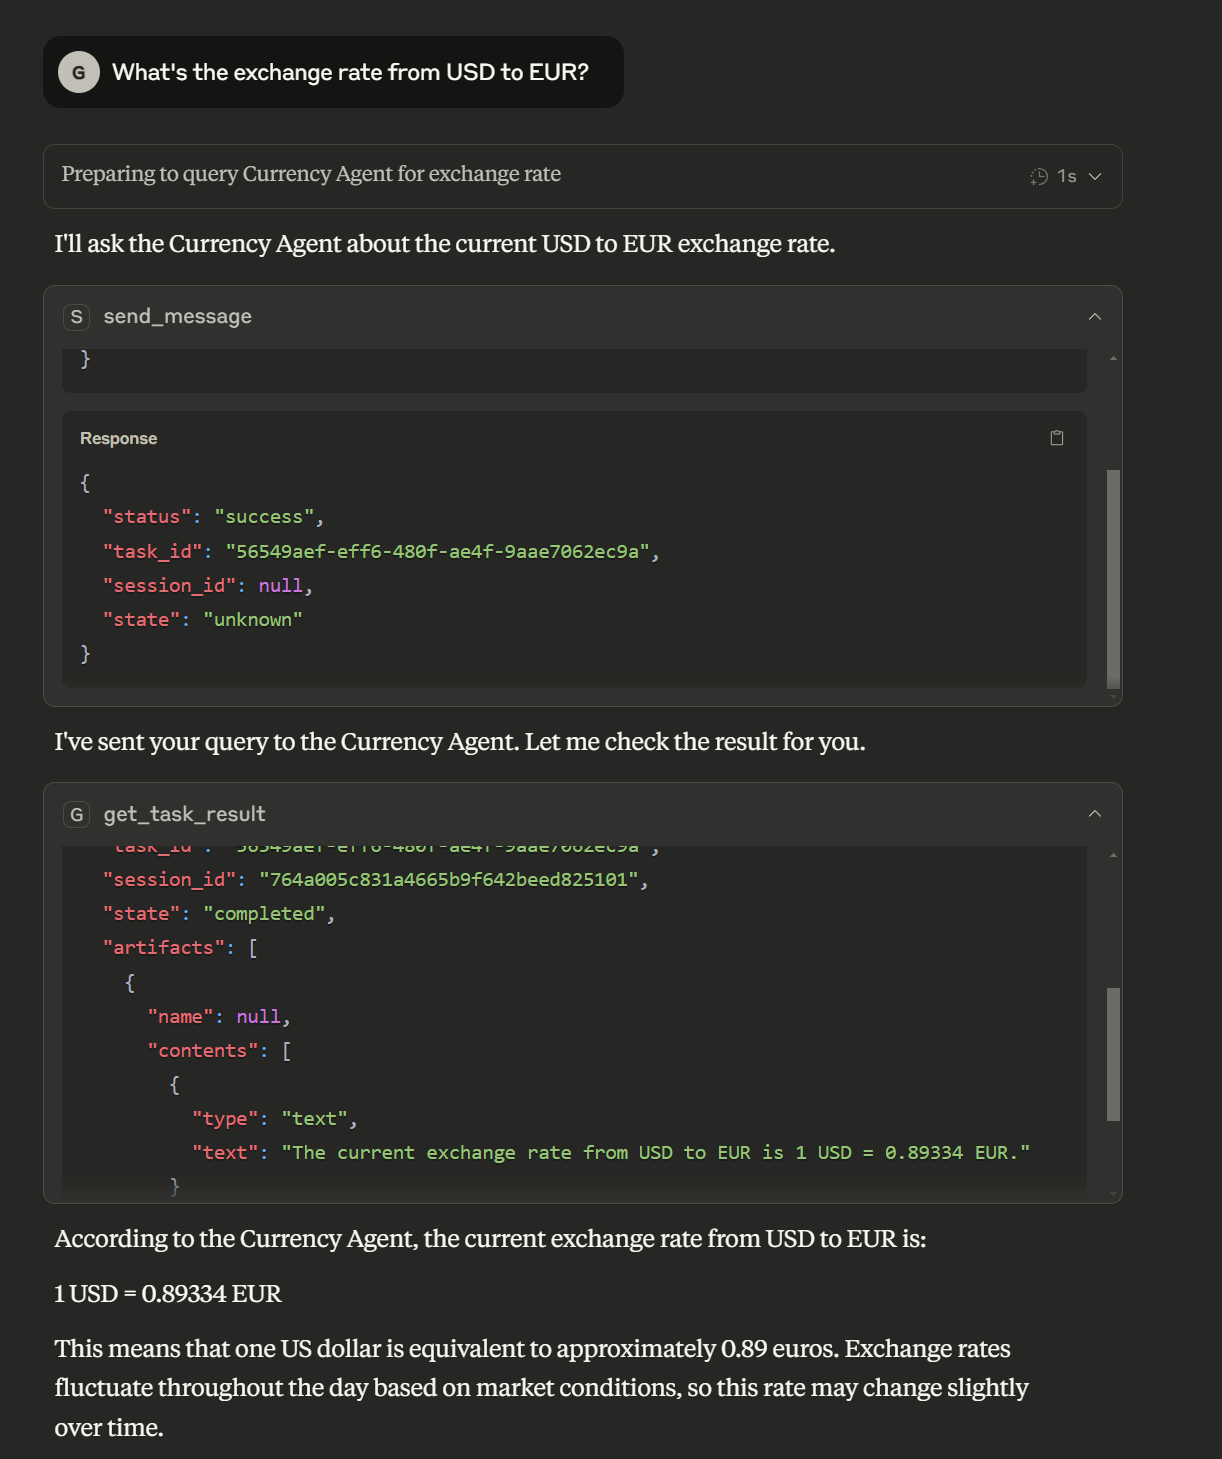 G What's the exchange rate from USD to EUR?
Preparing to query Currency Agent for exchange rate 1s
I'll ask the Currency Agent about the current USD to EUR exchange rate.
S send_message
}
Response
{
"status": "success",
"task_id": "56549aef-eff6-480f-ae4f-9aae7062ec9a",
"session_id": null,
"state": "unknown"
}
I've sent your query to the Currency Agent. Let me check the result for you.
G get_task_result
"task_id": "56549aef-eff6-480f-ae4f-9aae7062ec9a",
"session_id": "764a005c831a4665b9f642beed825101",
"state": "completed",
"artifacts": [
{
"name": null,
"contents": [
{
"type": "text",
"text": "The current exchange rate from USD to EUR is 1 USD = 0.89334 EUR."
}
According to the Currency Agent, the current exchange rate from USD to EUR is:
1 USD = 0.89334 EUR
This means that one US dollar is equivalent to approximately 0.89 euros. Exchange rates
fluctuate throughout the day based on market conditions, so this rate may change slightly
over time.